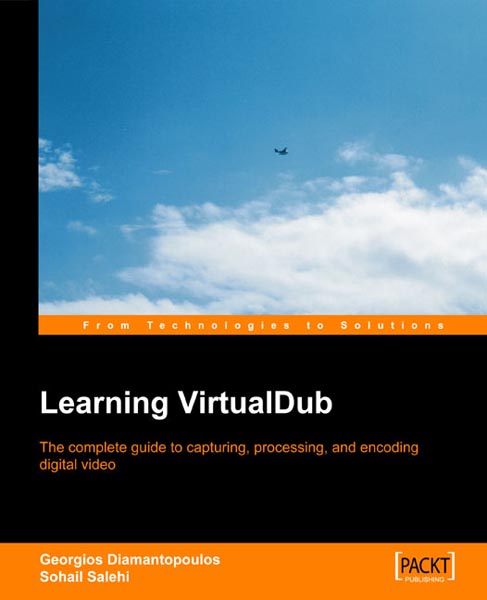 From Technologies to Solutions
Learning VirtualDub
The complete guide to capturing, processing, and encoding
digital video
Georgios Diamantopoulos
Sohail Salehi
[PACKT]
PUBLISHING